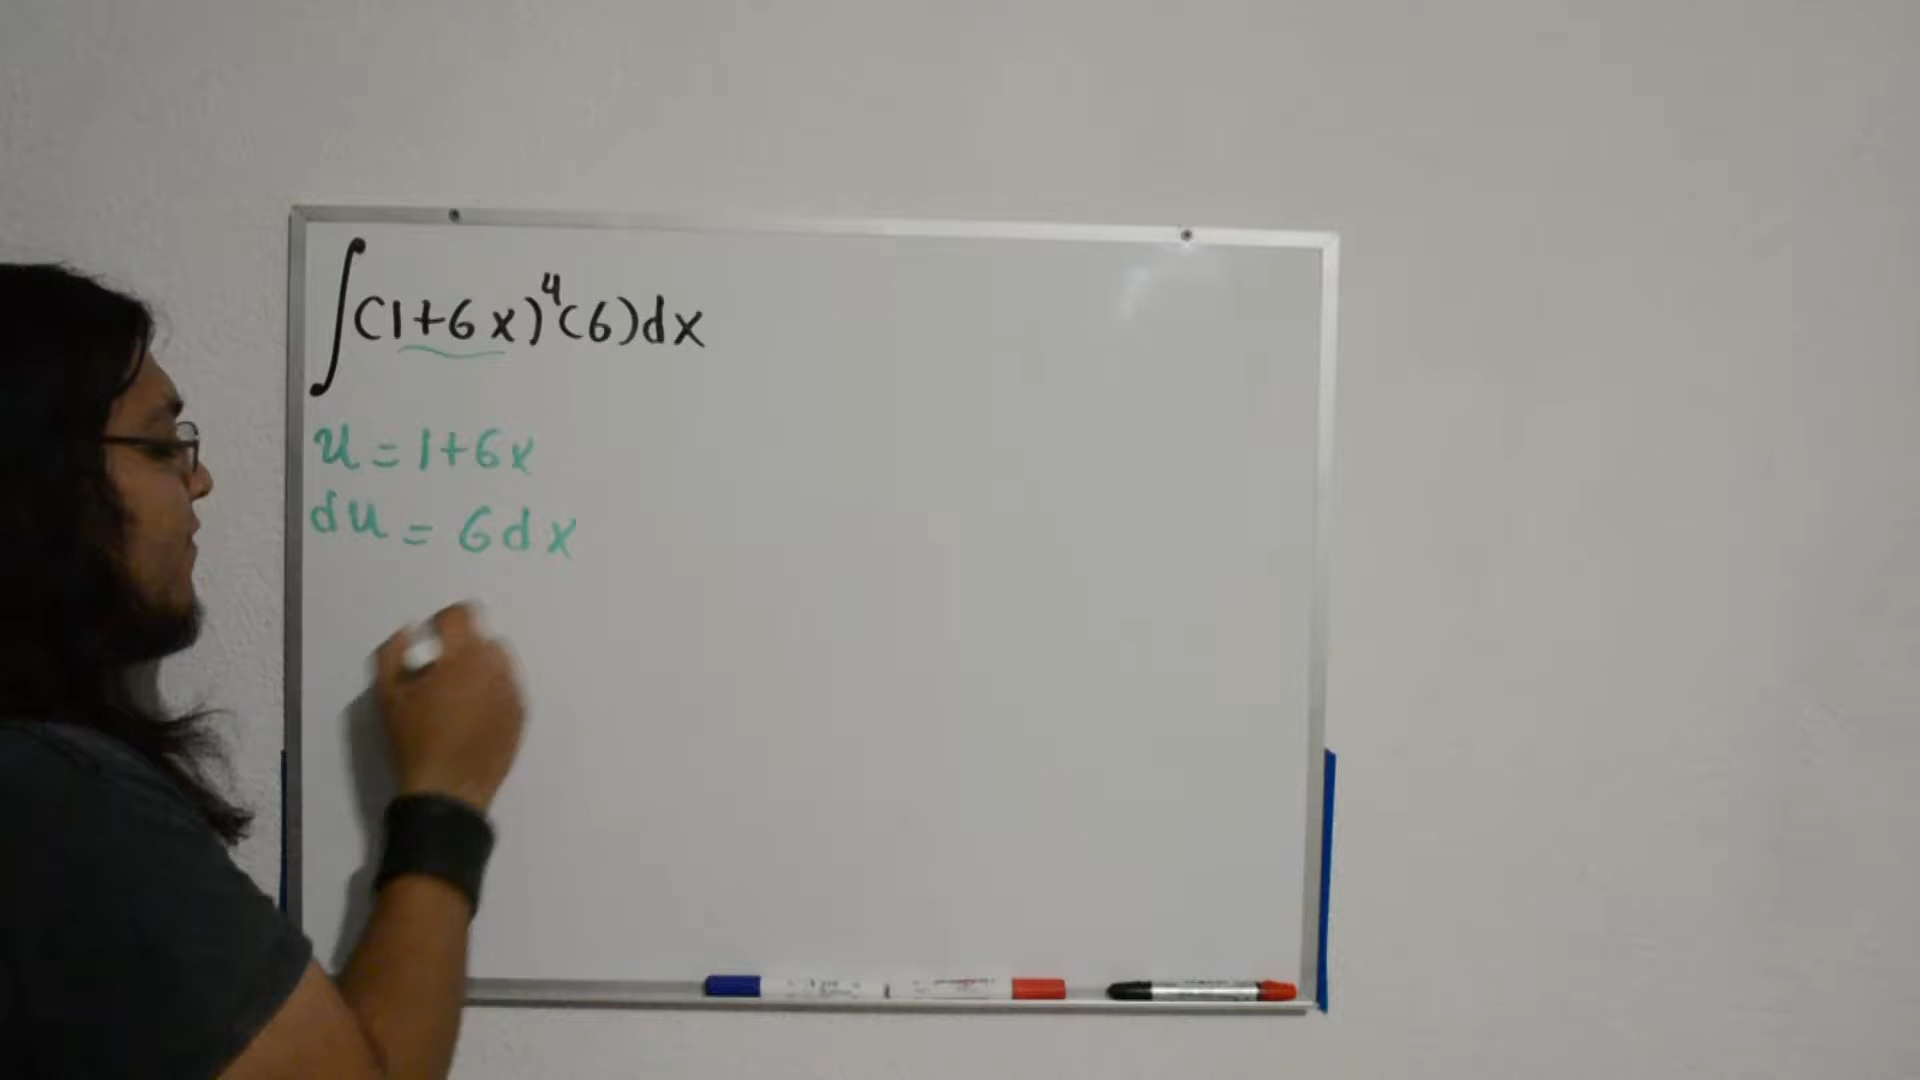 ∫(1+6x)⁴(6)dx
u = 1+6x
du = 6dx